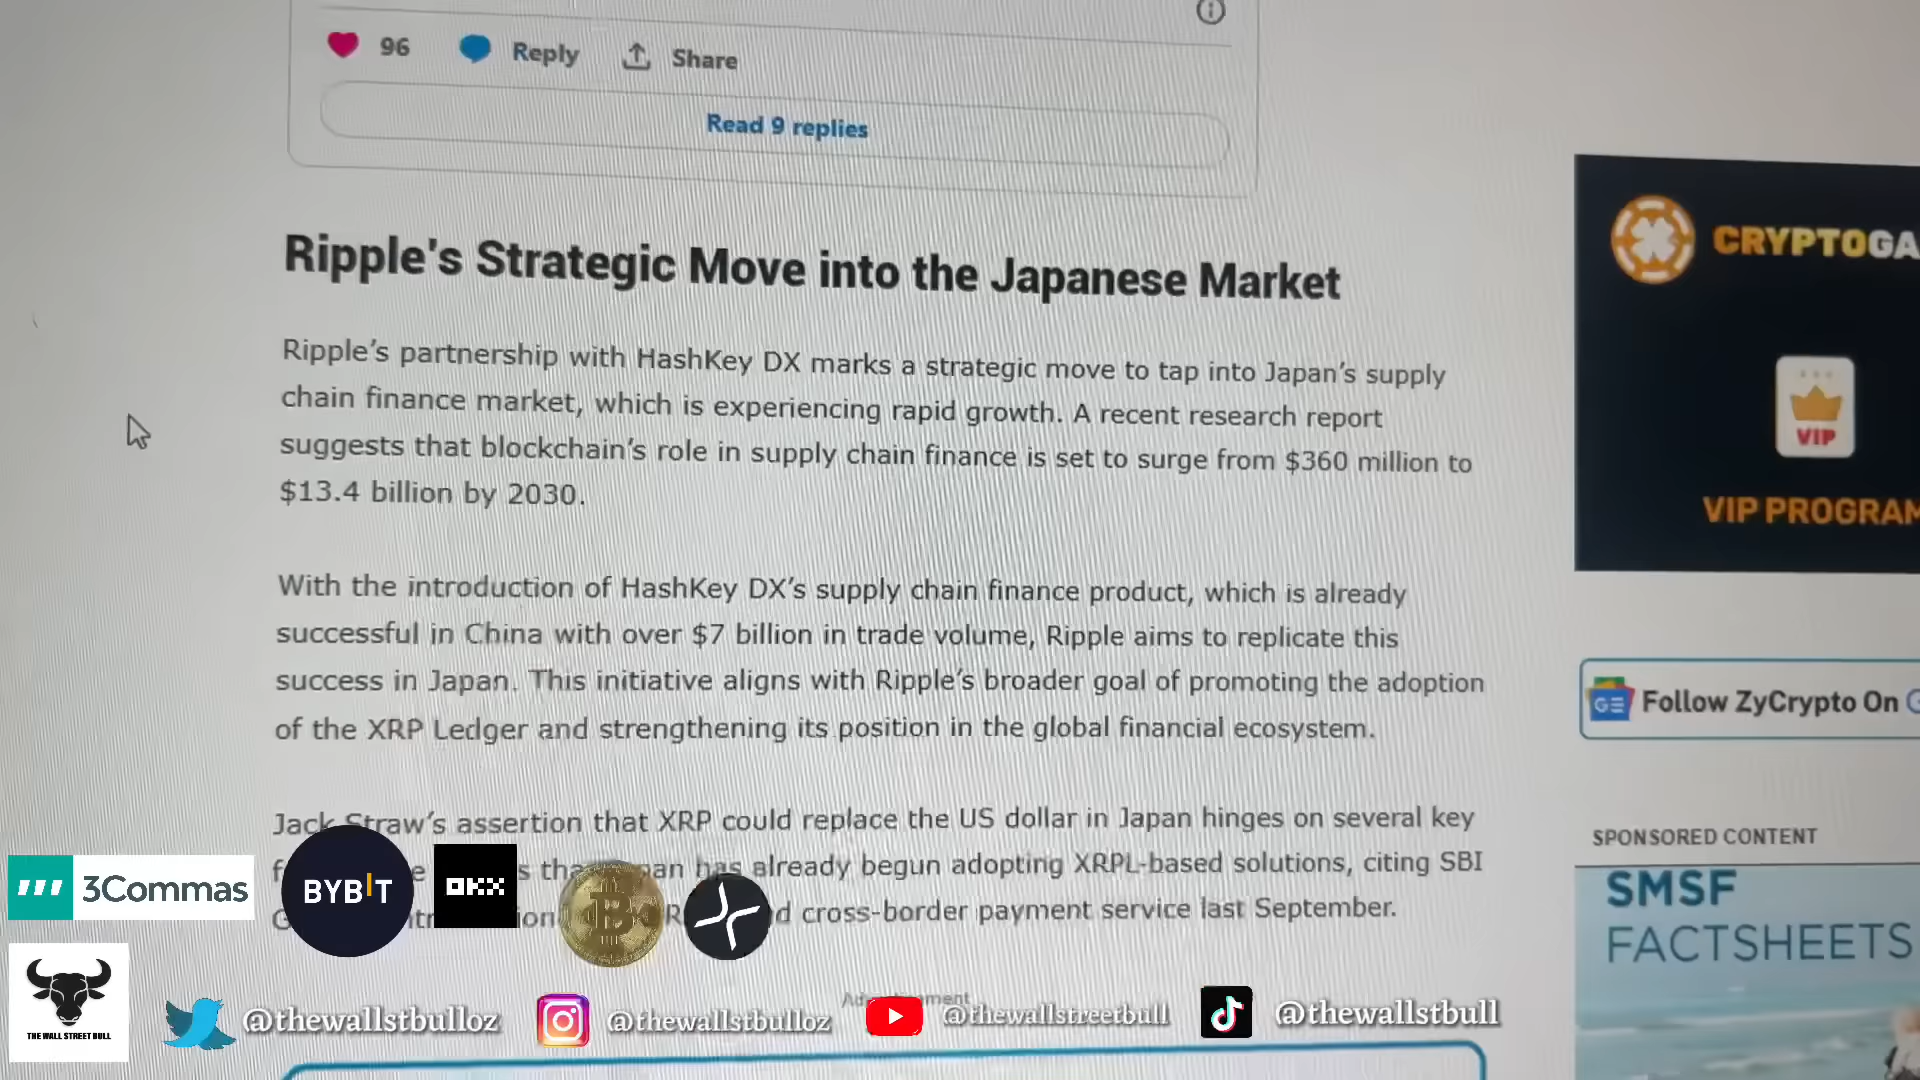 96 Reply Share
Read 9 replies
Ripple's Strategic Move into the Japanese Market
Ripple's partnership with HashKey DX marks a strategic move to tap into Japan's supply
chain finance market, which is experiencing rapid growth. A recent research report
suggests that blockchain's role in supply chain finance is set to surge from $360 million to
$13.4 billion by 2030.
With the introduction of HashKey DX's supply chain finance product, which is already
successful in China with over $7 billion in trade volume, Ripple aims to replicate this
success in Japan. This initiative aligns with Ripple's broader goal of promoting the adoption
of the XRP Ledger and strengthening its position in the global financial ecosystem.
Jack Straw's assertion that XRP could replace the US dollar in Japan hinges on several key
has already begun adopting XRPL-based solutions, citing SBI
cross-border payment service last September.
CRYPTOGA
VIP
VIP PROGRAM
GE Follow ZyCrypto On G
SPONSORED CONTENT
SMSF
FACTSHEETS
3Commas
BYBIT
OKX
B
THE WALL STREET BULL
@thewallstbulloz
@thewallstbulloz
@thewallstreetbull
@thewallstbull